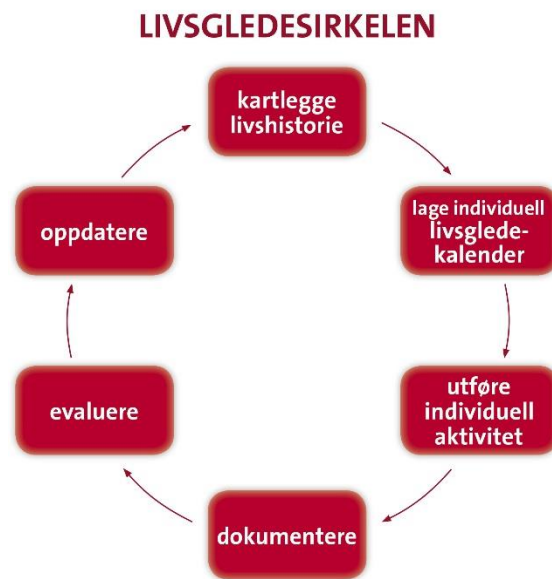 LIVSGLEDESIRKELEN
kartlegge
livshistorie
lage individuell
livsglede-
kalender
utføre
individuell
aktivitet
dokumentere
evaluere
oppdatere